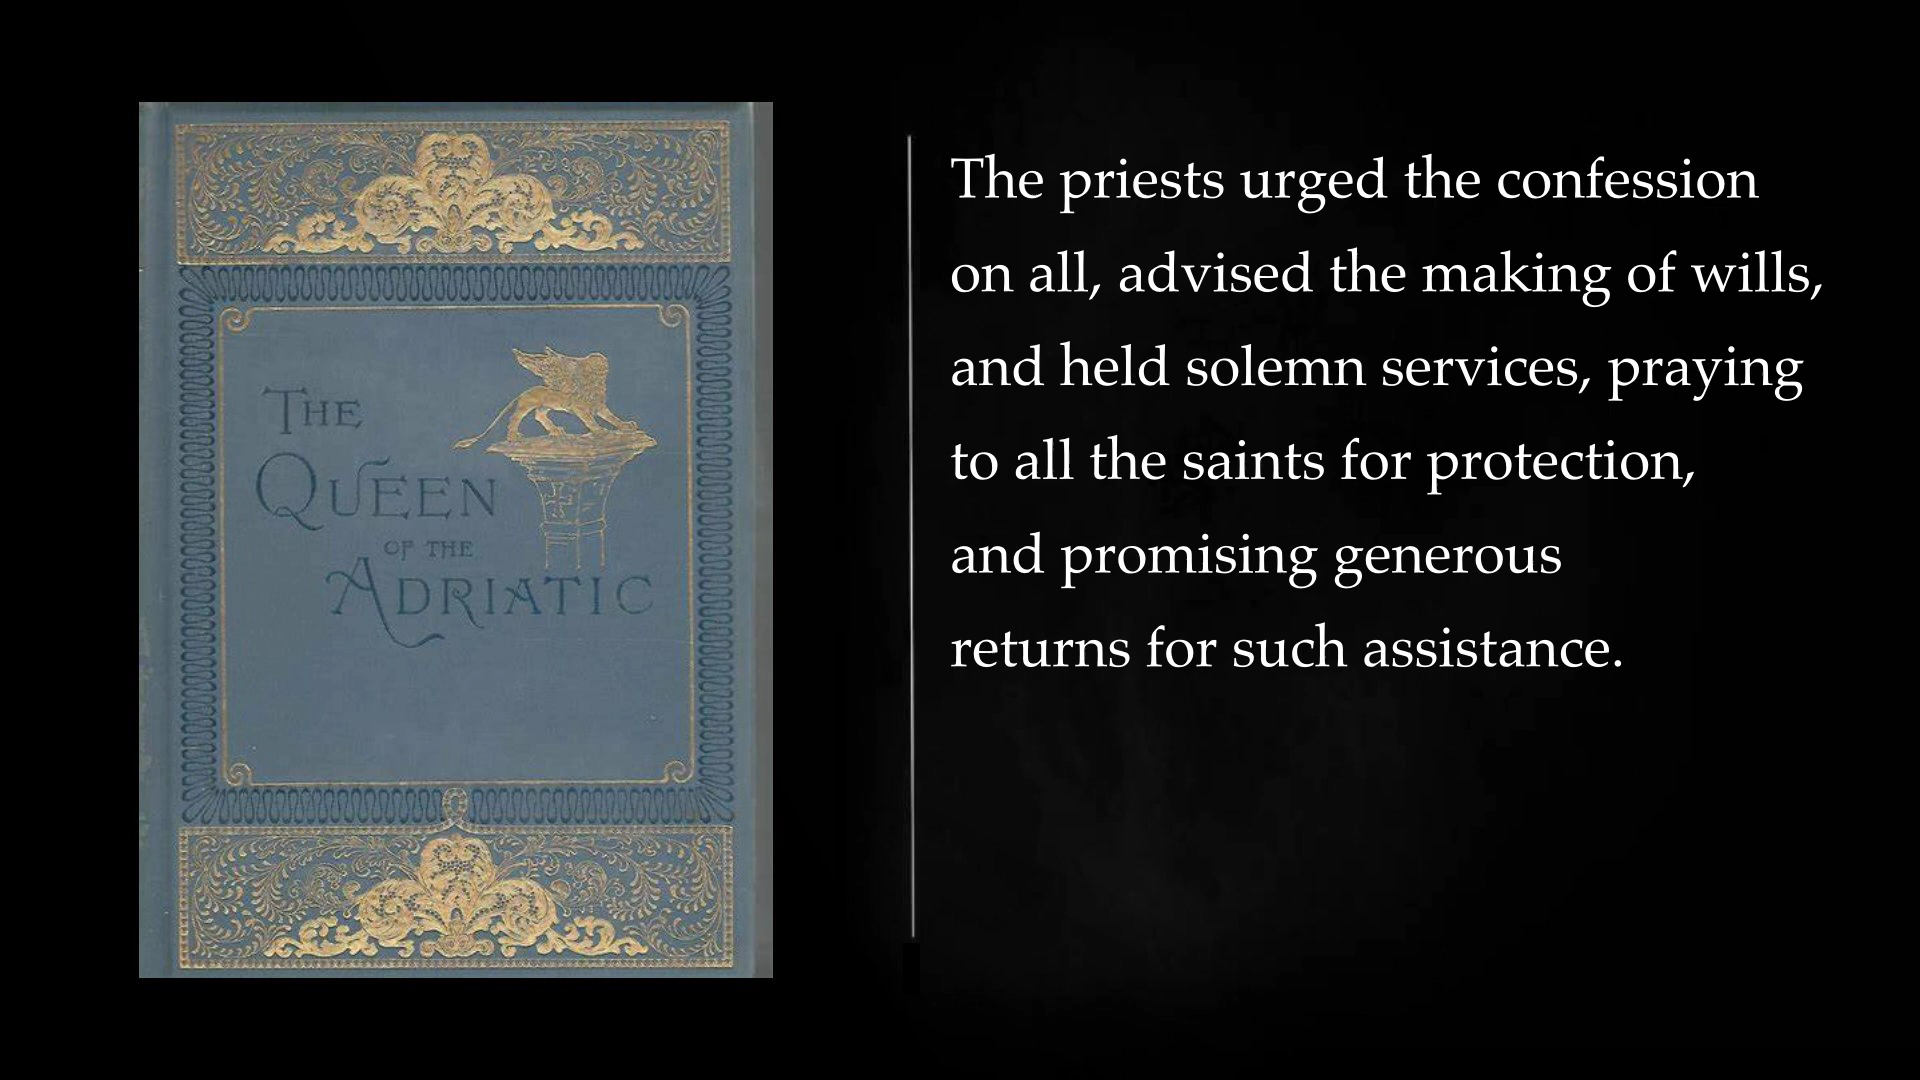 THE
QUEEN
OF THE
ADRIATIC
The priests urged the confession
on all, advised the making of wills,
and held solemn services, praying
to all the saints for protection,
and promising generous
returns for such assistance.